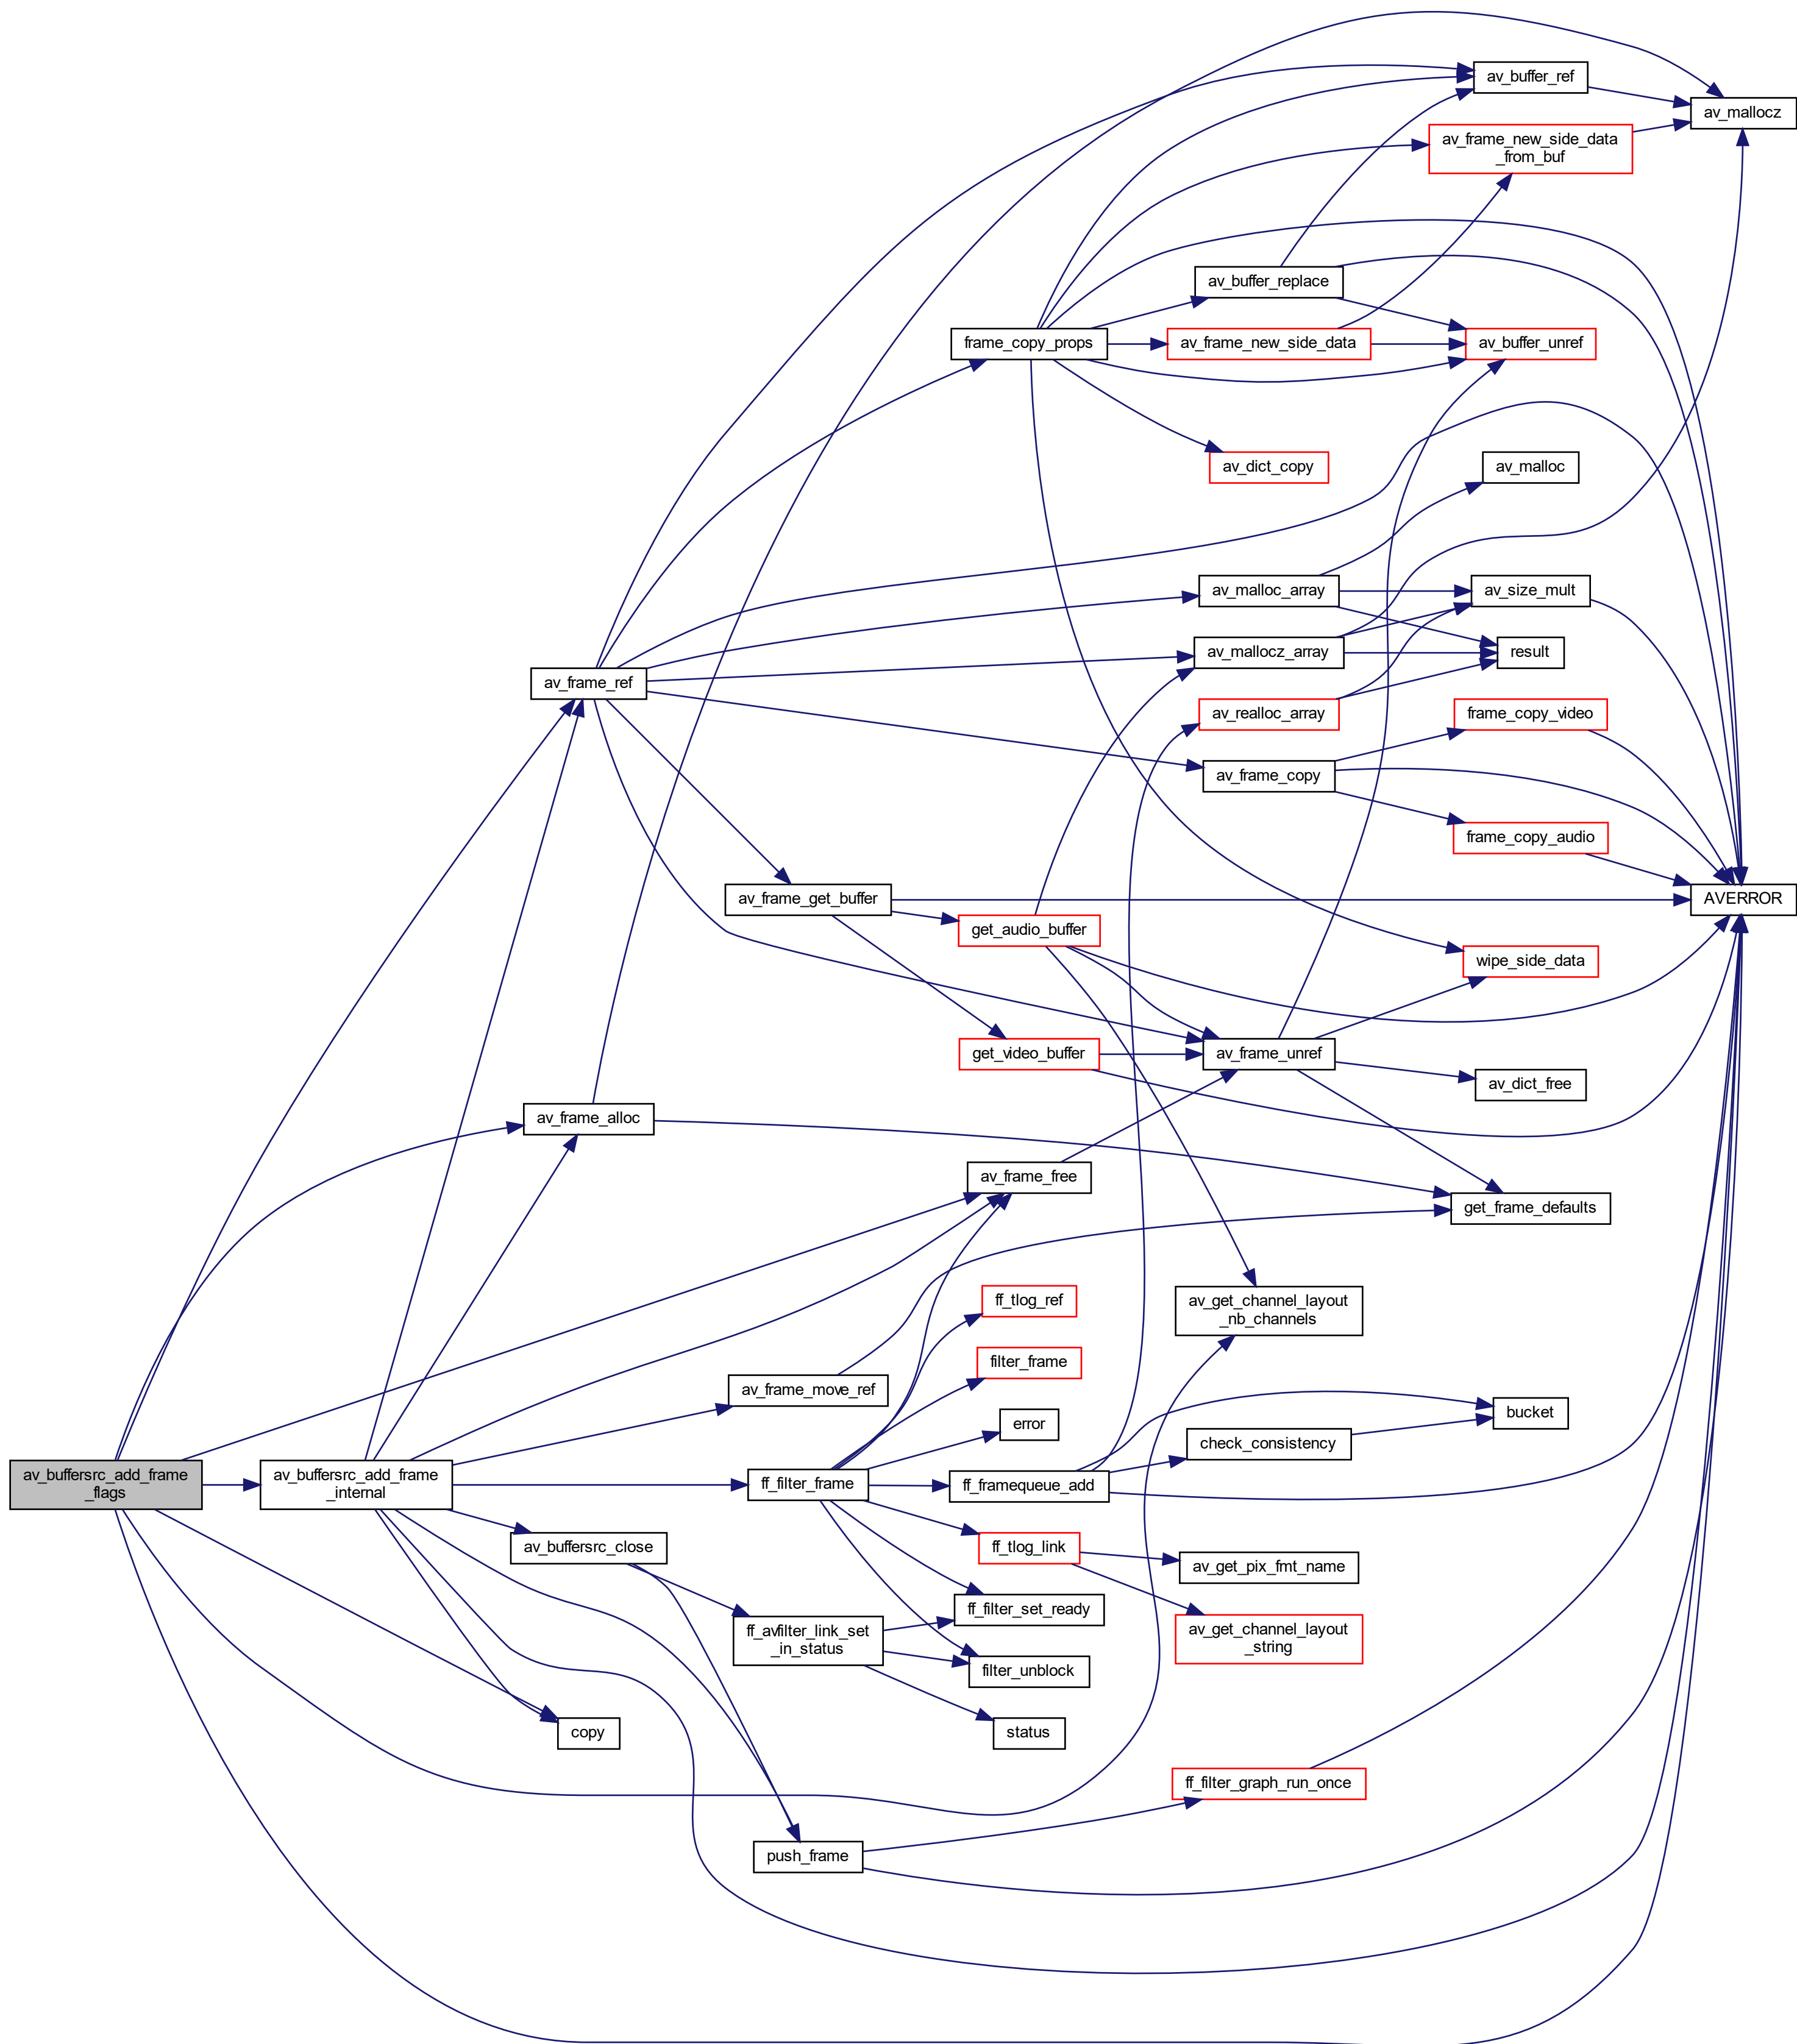 av_buffer_ref
av_mallocz
av_frame_new_side_data
_from_buf
av_buffer_replace
frame_copy_props
av_frame_new_side_data
av_buffer_unref
av_dict_copy
av_malloc
av_malloc_array
av_size_mult
av_mallocz_array
result
av_frame_ref
av_realloc_array
frame_copy_video
av_frame_copy
frame_copy_audio
av_frame_get_buffer
AVERROR
get_audio_buffer
wipe_side_data
get_video_buffer
av_frame_unref
av_dict_free
av_frame_alloc
av_frame_free
get_frame_defaults
ff_tlog_ref
av_get_channel_layout
_nb_channels
filter_frame
av_frame_move_ref
error
bucket
check_consistency
av_buffersrc_add_frame
_flags
av_buffersrc_add_frame
_internal
ff_filter_frame
ff_framequeue_add
av_buffersrc_close
ff_tlog_link
av_get_pix_fmt_name
ff_filter_set_ready
ff_avfilter_link_set
_in_status
av_get_channel_layout
_string
filter_unblock
copy
status
ff_filter_graph_run_once
push_frame